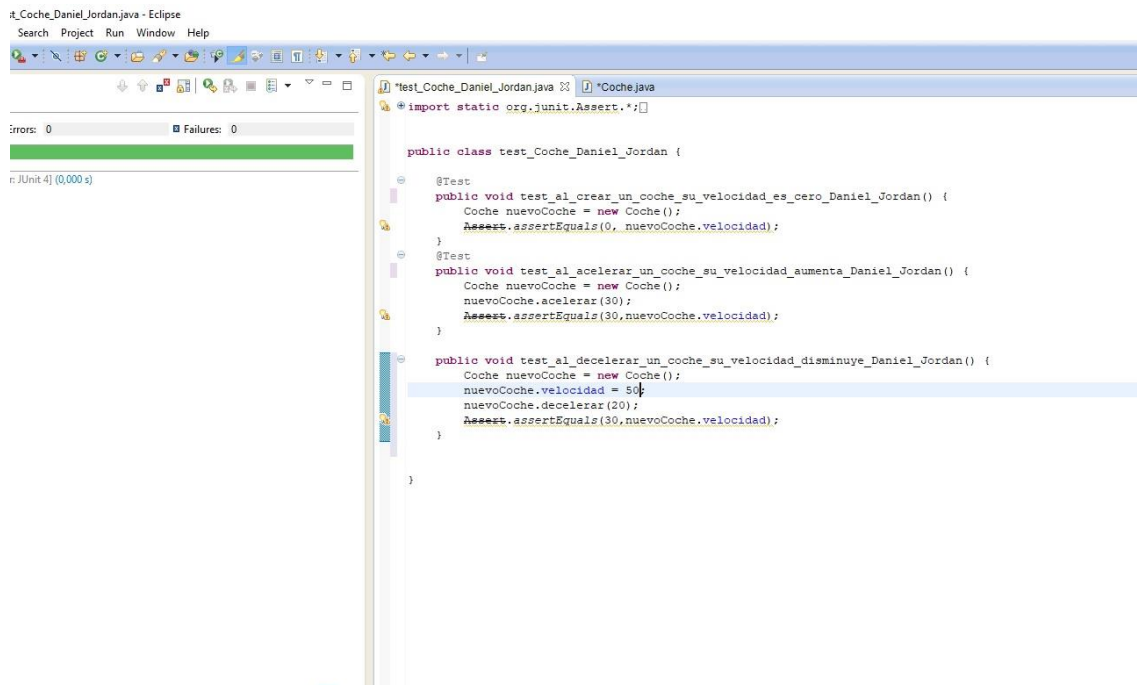 st_Coche_Daniel_Jordan.java - Eclipse
Search Project Run Window Help
*test_Coche_Daniel_Jordan.java
*Coche.java
Errors: 0
Failures: 0
r: JUnit 4] (0,000 s)
import static org.junit.Assert.*;
public class test_Coche_Daniel_Jordan {
@Test
public void test_al_crear_un_coche_su_velocidad_es_cero_Daniel_Jordan() {
Coche nuevoCoche = new Coche();
Assert.assertEquals(0, nuevoCoche.velocidad);
}
@Test
public void test_al_acelerar_un_coche_su_velocidad_aumenta_Daniel_Jordan() {
Coche nuevoCoche = new Coche();
nuevoCoche.acelerar(30);
Assert.assertEquals(30,nuevoCoche.velocidad);
}
public void test_al_decelerar_un_coche_su_velocidad_disminuye_Daniel_Jordan() {
Coche nuevoCoche = new Coche();
nuevoCoche.velocidad = 50;
nuevoCoche.decelerar(20);
Assert.assertEquals(30,nuevoCoche.velocidad);
}
}